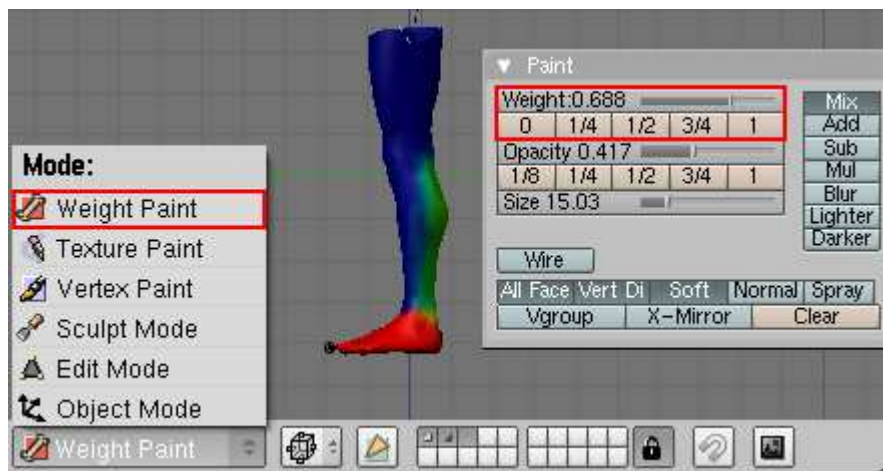 Paint
Weight:0.688
0 1/4 1/2 3/4 1
Opacity 0.417
1/8 1/4 1/2 3/4 1
Size 15.03
Mix
Add
Sub
Mul
Blur
Lighter
Darker
Wire
All Face Vert Di Soft Normal Spray
Vgroup X-Mirror Clear
Mode:
Weight Paint
Texture Paint
Vertex Paint
Sculpt Mode
Edit Mode
Object Mode
Weight Paint